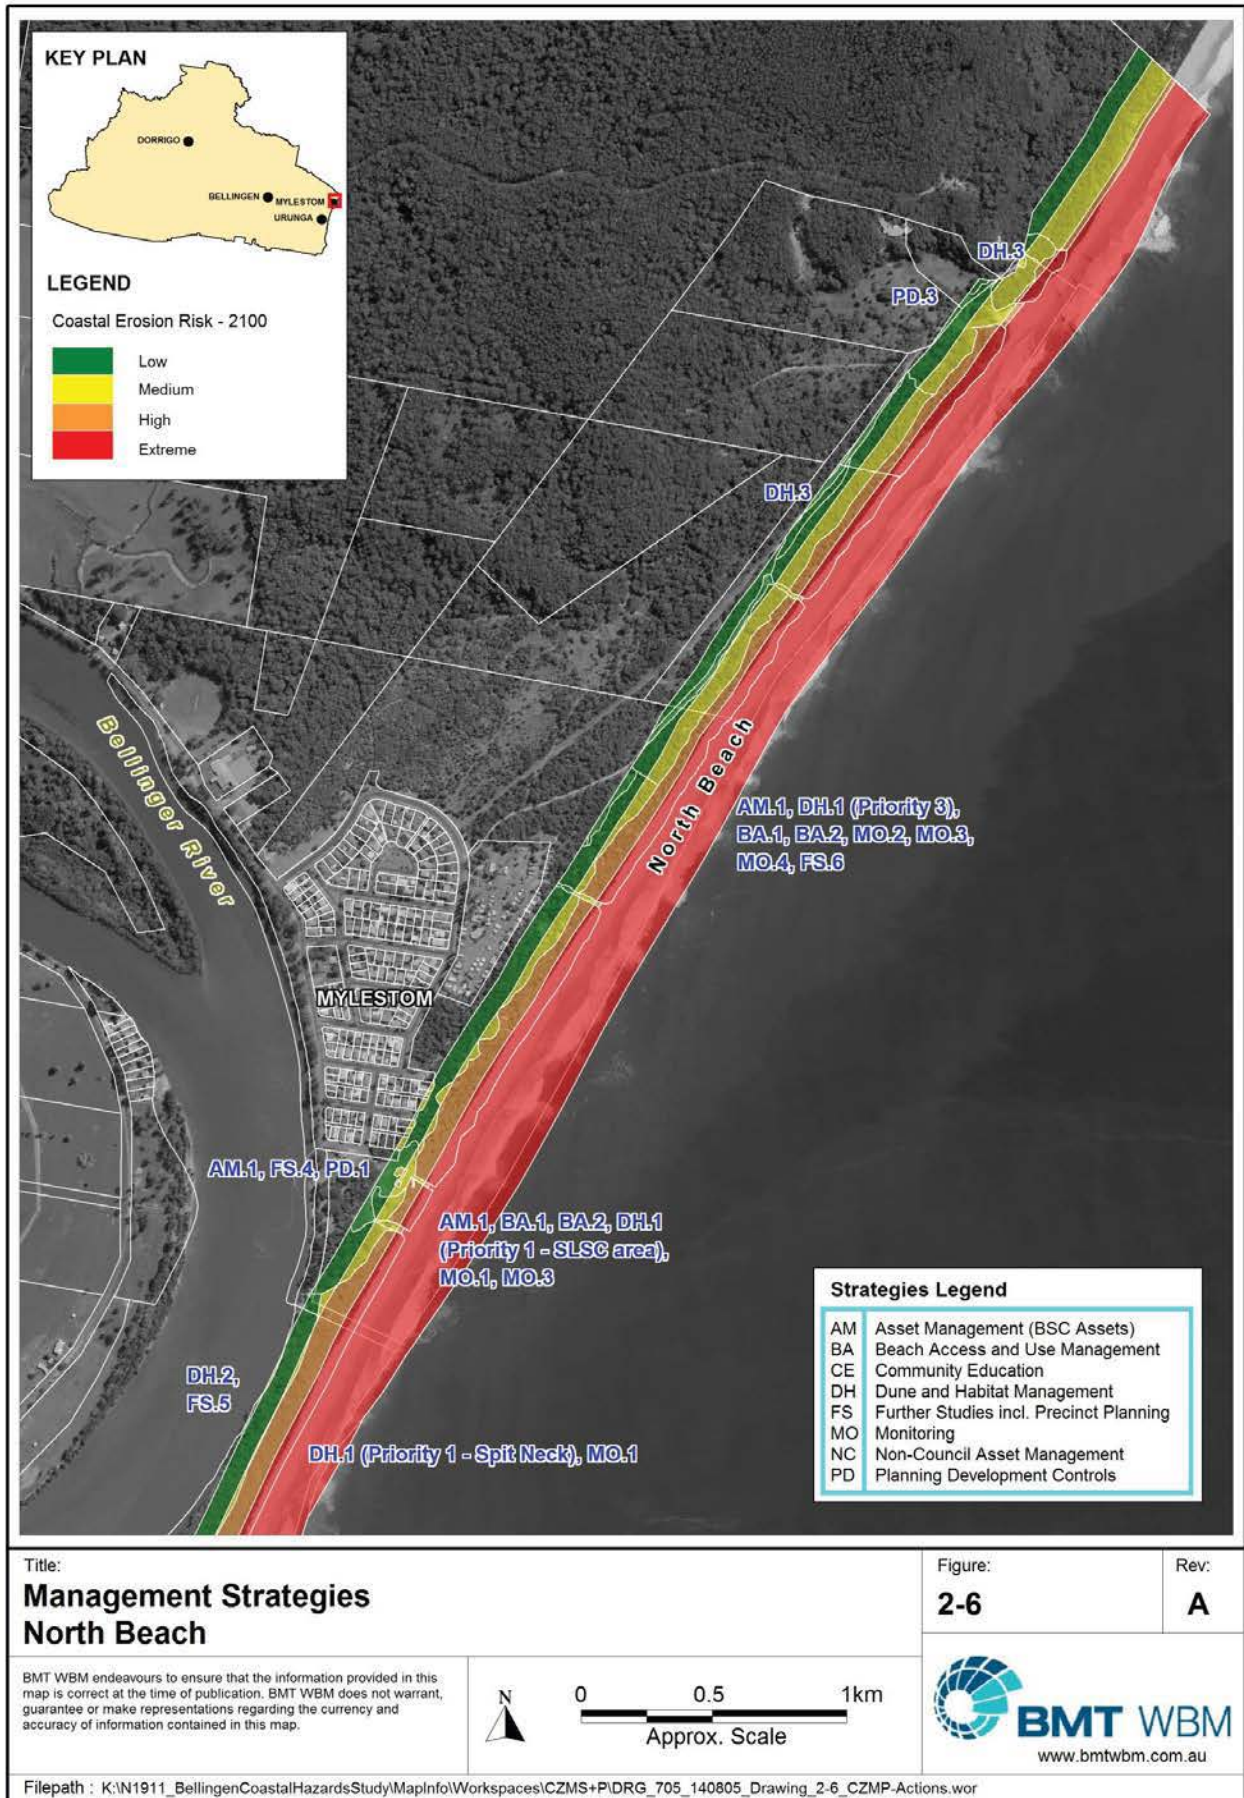 KEY PLAN
DORRIGO
BELLINGEN
MYLESTOM
URUNGA
LEGEND
Coastal Erosion Risk - 2100
Low
Medium
High
Extreme
DH.3
PD.3
DH.3
Bellinger River
North Beach
AM.1, DH.1 (Priority 3),
BA.1, BA.2, MO.2, MO.3,
MO.4, FS.6
MYLESTOM
AM.1, FS.4, PD.1
AM.1, BA.1, BA.2, DH.1
(Priority 1 - SLSC area),
MO.1, MO.3
DH.2,
FS.5
DH.1 (Priority 1 - Spit Neck), MO.1
Strategies Legend
AM Asset Management (BSC Assets)
BA Beach Access and Use Management
CE Community Education
DH Dune and Habitat Management
FS Further Studies incl. Precinct Planning
MO Monitoring
NC Non-Council Asset Management
PD Planning Development Controls
Title:
Management Strategies
North Beach
Figure:
2-6
Rev:
A
BMT WBM endeavours to ensure that the information provided in this
map is correct at the time of publication. BMT WBM does not warrant,
guarantee or make representations regarding the currency and
accuracy of information contained in this map.
N
0 0.5 1km
Approx. Scale
BMT WBM
www.bmtwbm.com.au
Filepath : K:\N1911_BellingenCoastalHazardsStudy\MapInfo\Workspaces\CZMS+P\DRG_705_140805_Drawing_2-6_CZMP-Actions.wor